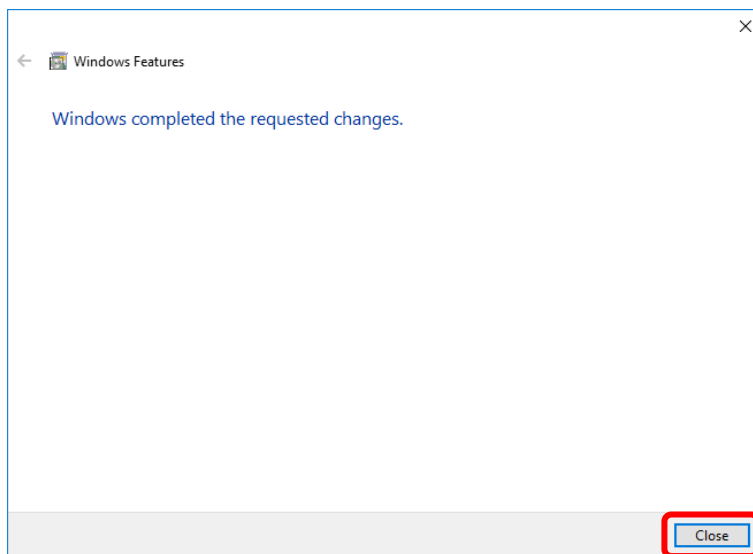 Windows Features
Windows completed the requested changes.
Close